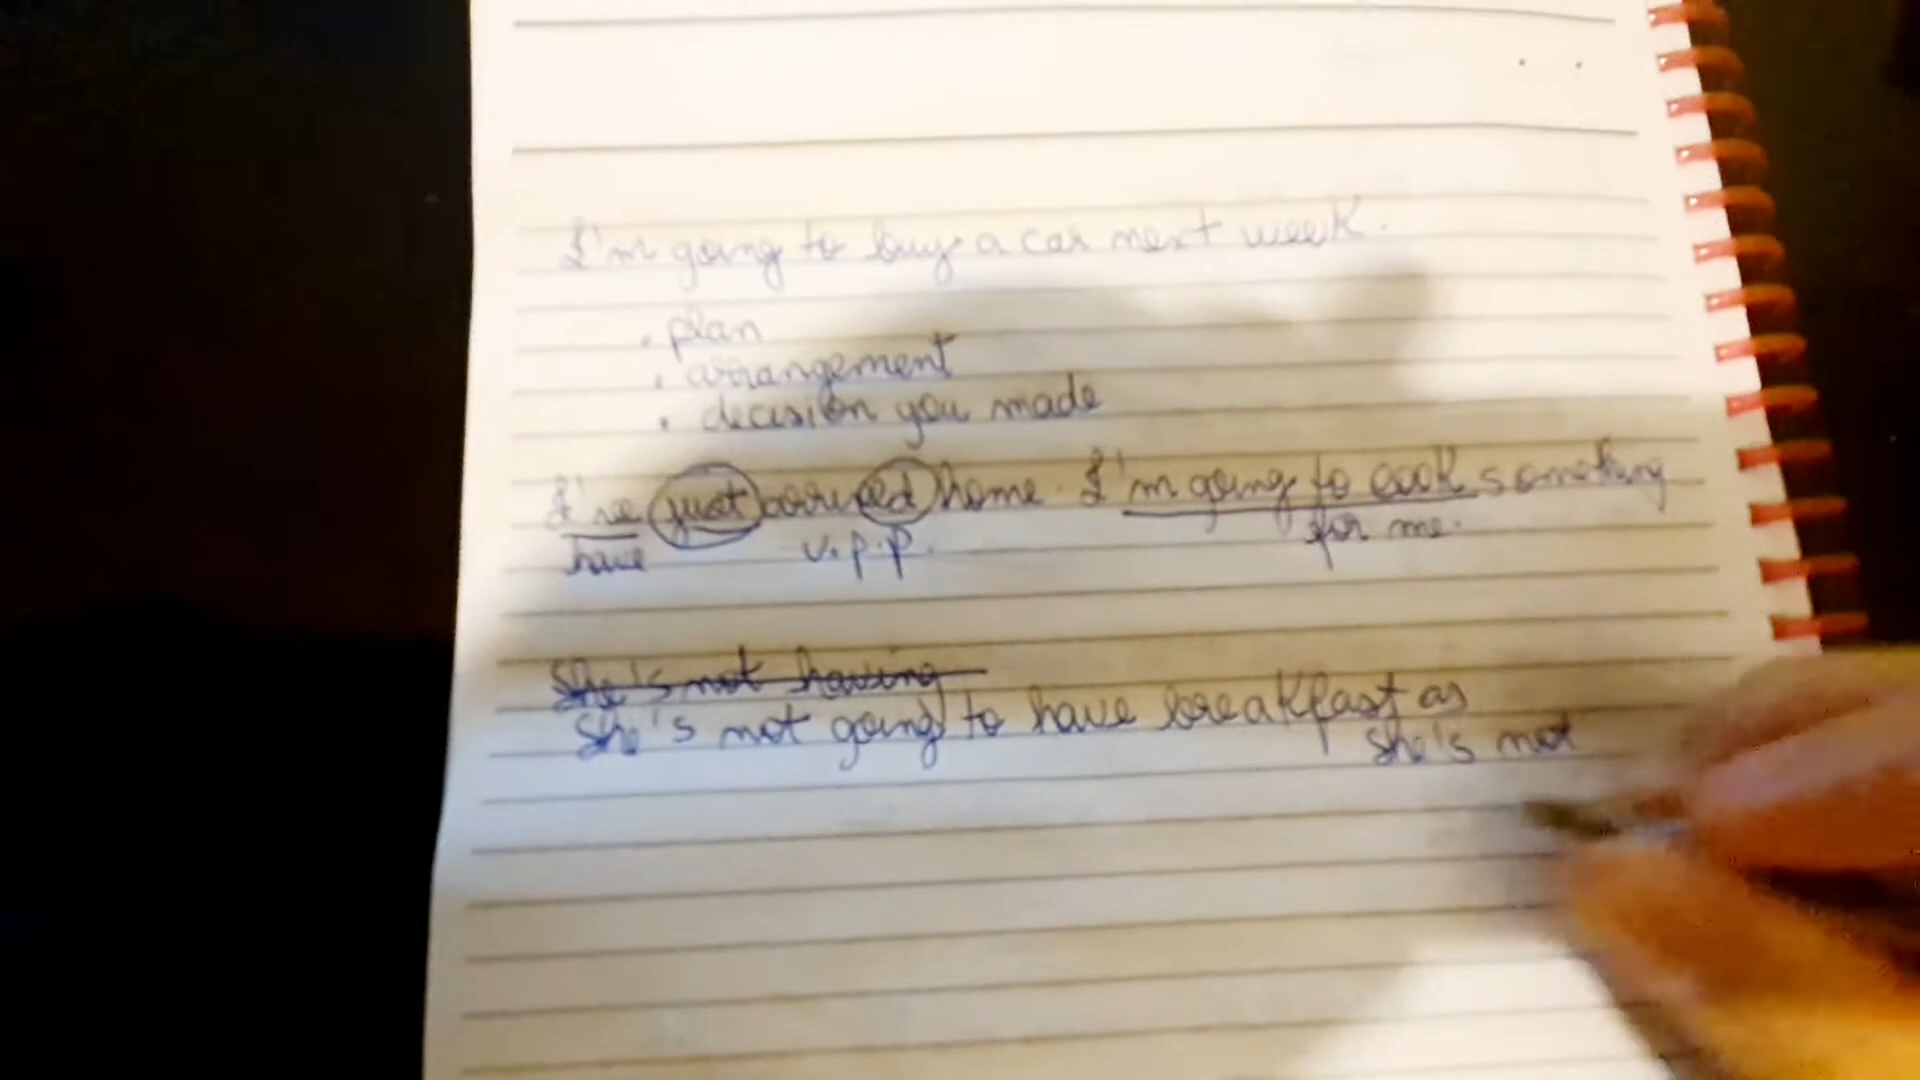 I'm going to buy a car next week.
. plan
. arrangement
. decision you made
I've just arrived home. I'm going to cook something
have v.p.p. for me.
She's not having
She's not going to have breakfast as
she's not